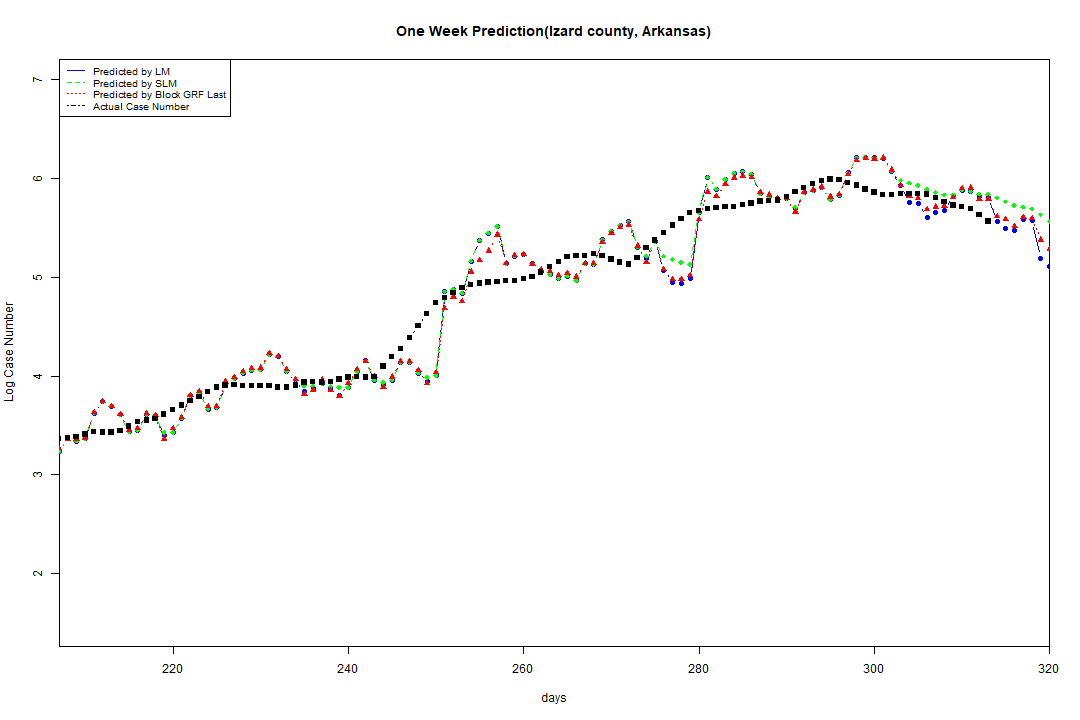 One Week Prediction(Izard county, Arkansas)
Predicted by LM
Predicted by SLM
Predicted by Block GRF Last
Actual Case Number
7
6
5
4
3
2
Log Case Number
220
240
260
280
300
320
days